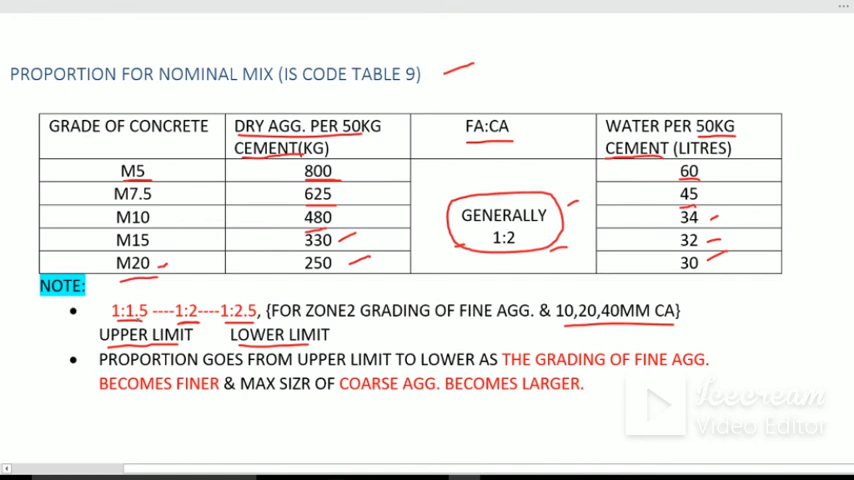 PROPORTION FOR NOMINAL MIX (IS CODE TABLE 9)
GRADE OF CONCRETE DRY AGG. PER 50KG CEMENT(KG) FA:CA WATER PER 50KG CEMENT (LITRES)
M5 800 60
M7.5 625 45
M10 480 GENERALLY 34
M15 330 1:2 32
M20 250 30
NOTE:
• 1:1.5 ----1:2----1:2.5, {FOR ZONE2 GRADING OF FINE AGG. & 10,20,40MM CA}
UPPER LIMIT LOWER LIMIT
• PROPORTION GOES FROM UPPER LIMIT TO LOWER AS THE GRADING OF FINE AGG.
BECOMES FINER & MAX SIZR OF COARSE AGG. BECOMES LARGER.
Icecream
Video Editor